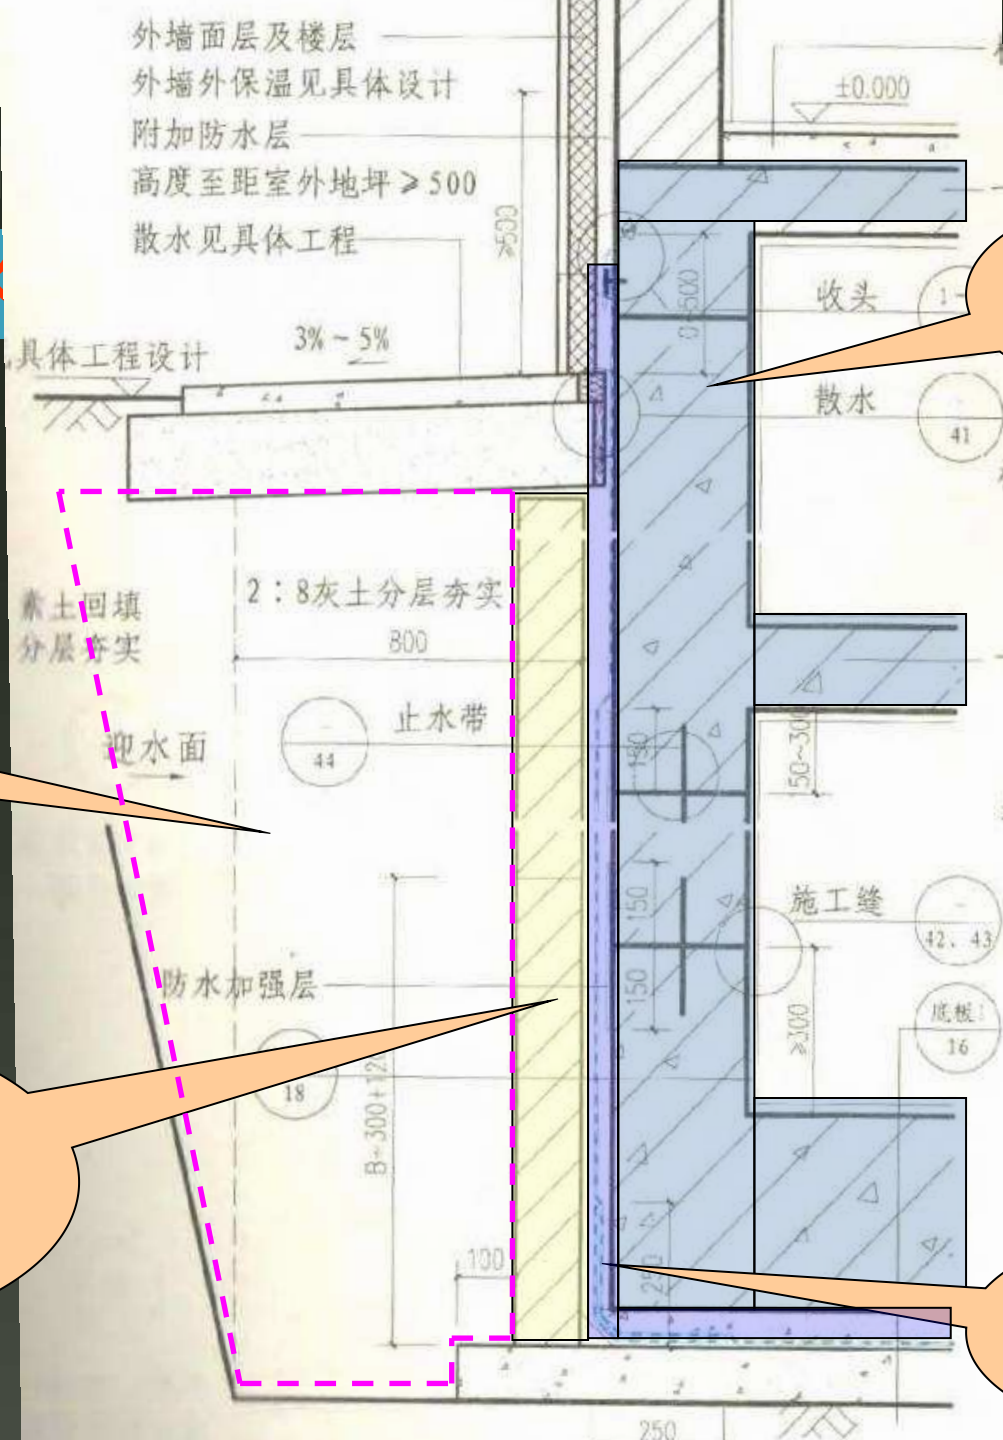 外墙面层及楼层
外墙外保温见具体设计
附加防水层
高度至距室外地坪≥500
散水见具体工程
±0.000
≥500
0~500
收头
1-
3%~5%
具体工程设计
散水
41
2:8灰土分层夯实
素土回填
分层夯实
800
迎水面
止水带
44
150
50~300
150
施工缝
42、43
防水加强层
150
≥300
底板
16
18
B-300+120
100
250
250